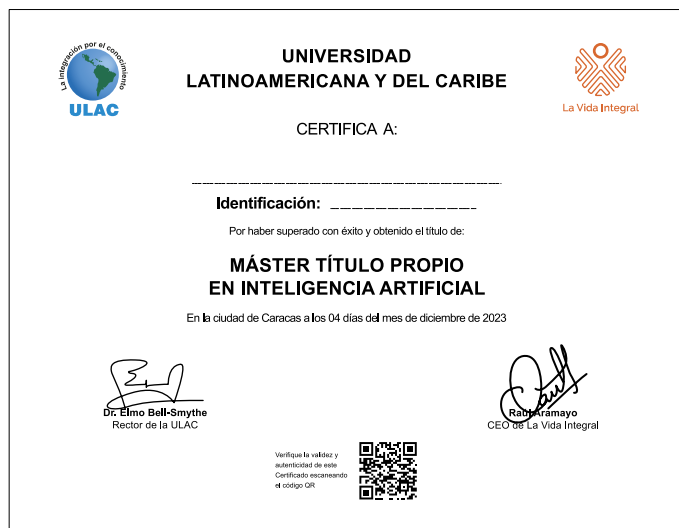 La integración por el conocimiento
ULAC
UNIVERSIDAD
LATINOAMERICANA Y DEL CARIBE
La Vida Integral
CERTIFICA A:
Identificación:
Por haber superado con éxito y obtenido el título de:
MÁSTER TÍTULO PROPIO
EN INTELIGENCIA ARTIFICIAL
En la ciudad de Caracas a los 04 días del mes de diciembre de 2023
Dr. Elmo Bell-Smythe
Rector de la ULAC
Raúl Aramayo
CEO de La Vida Integral
Verifique la validez y
autenticidad de este
Certificado escaneando
el código QR